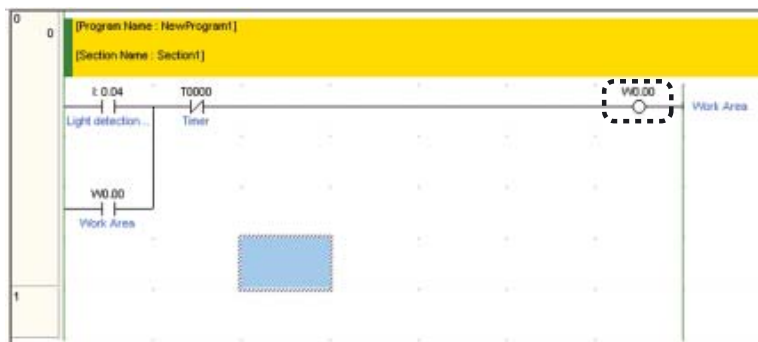 0
0
[Program Name : NewProgram1]
[Section Name : Section1]
I: 0.04 T0000 W0.00
Light detection... Timer Work Area
W0.00
Work Area
1